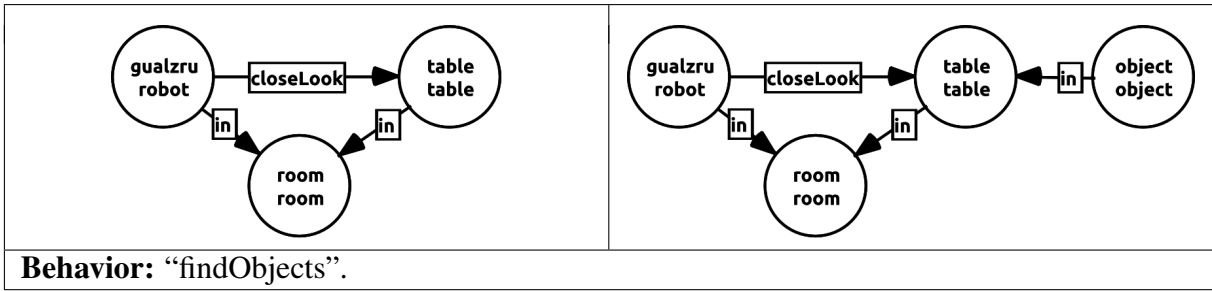 gualzru
robot
closeLook
table
table
in
in
room
room
gualzru
robot
closeLook
table
table
in
object
object
in
in
room
room
Behavior: “findObjects”.